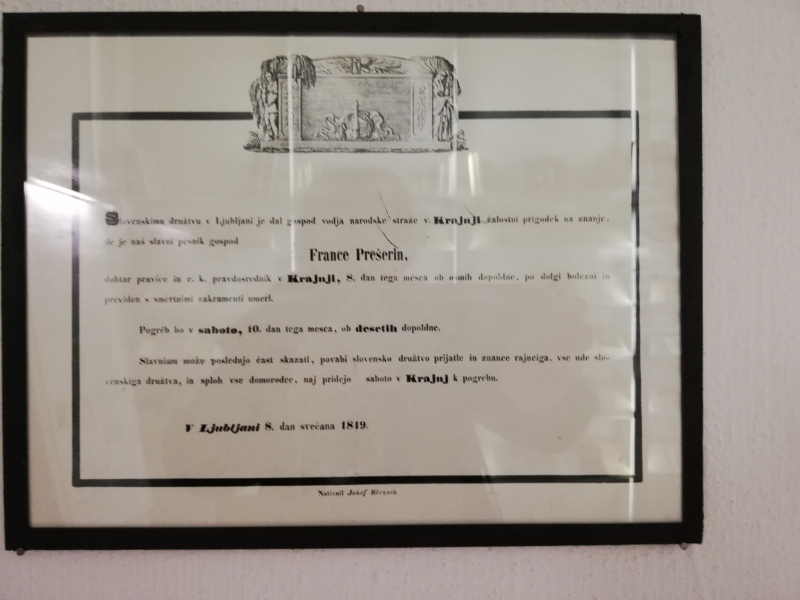 Slovenskimu družtvu v Ljubljani je dal gospod vodja narodske straže v Krajnji žalostni prigodek na znanje,
de je naš slavni pesnik gospod
France Prešerin,
dohtar pravice in c. k. pravdosrednik v Krajnji, 8. dan tega mesca ob osmih dopoldne, po dolgi bolezni in
previden s smertnimi zakramenti umerl.
Pogreb bo v saboto, 10. dan tega mesca, ob desetih dopoldne.
Slavnimu možu poslednjo čast skazati, povabi slovensko družtvo prijatle in znance rajnciga, vse ude slo-
venskiga družtva, in sploh vse domorodce, naj pridejo saboto v Krajnj k pogrebu.
V Ljubljani 8. dan svečana 1849.
Natisnil Jožef Blaznik